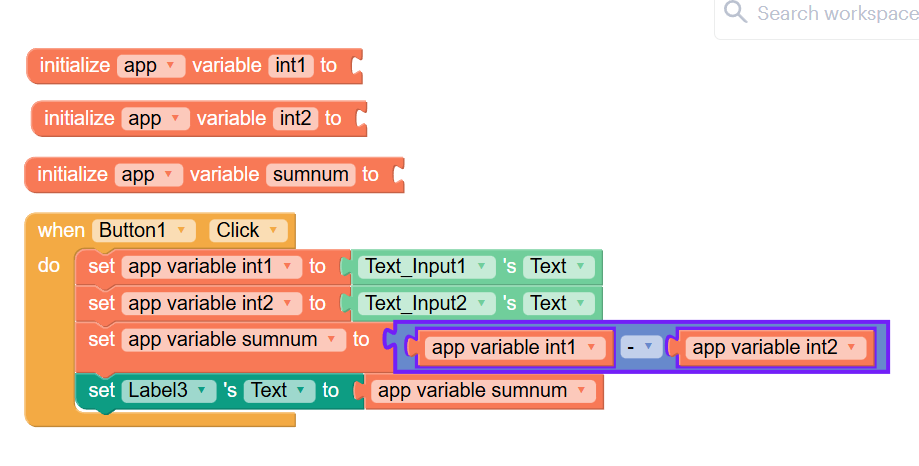 Search workspace
initialize app variable int1 to
initialize app variable int2 to
initialize app variable sumnum to
when Button1 Click
do set app variable int1 to Text_Input1 's Text
set app variable int2 to Text_Input2 's Text
set app variable sumnum to app variable int1 - app variable int2
set Label3 's Text to app variable sumnum